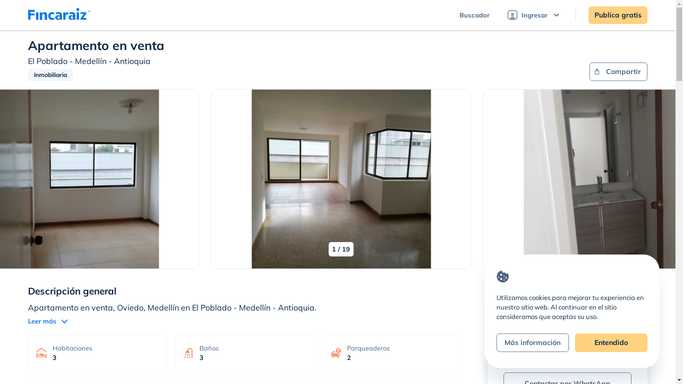 Fincaraiz
Buscador
Ingresar
Publica gratis
Apartamento en venta
El Poblado - Medellín - Antioquia
Inmobiliaria
Compartir
1 / 19
Descripción general
Apartamento en venta, Oviedo, Medellín en El Poblado - Medellín - Antioquia.
Leer más
Habitaciones
3
Baños
3
Parqueaderos
2
Utilizamos cookies para mejorar tu experiencia en
nuestro sitio web. Al continuar en el sitio
consideramos que aceptas su uso.
Más información
Entendido
Contactar por WhatsApp